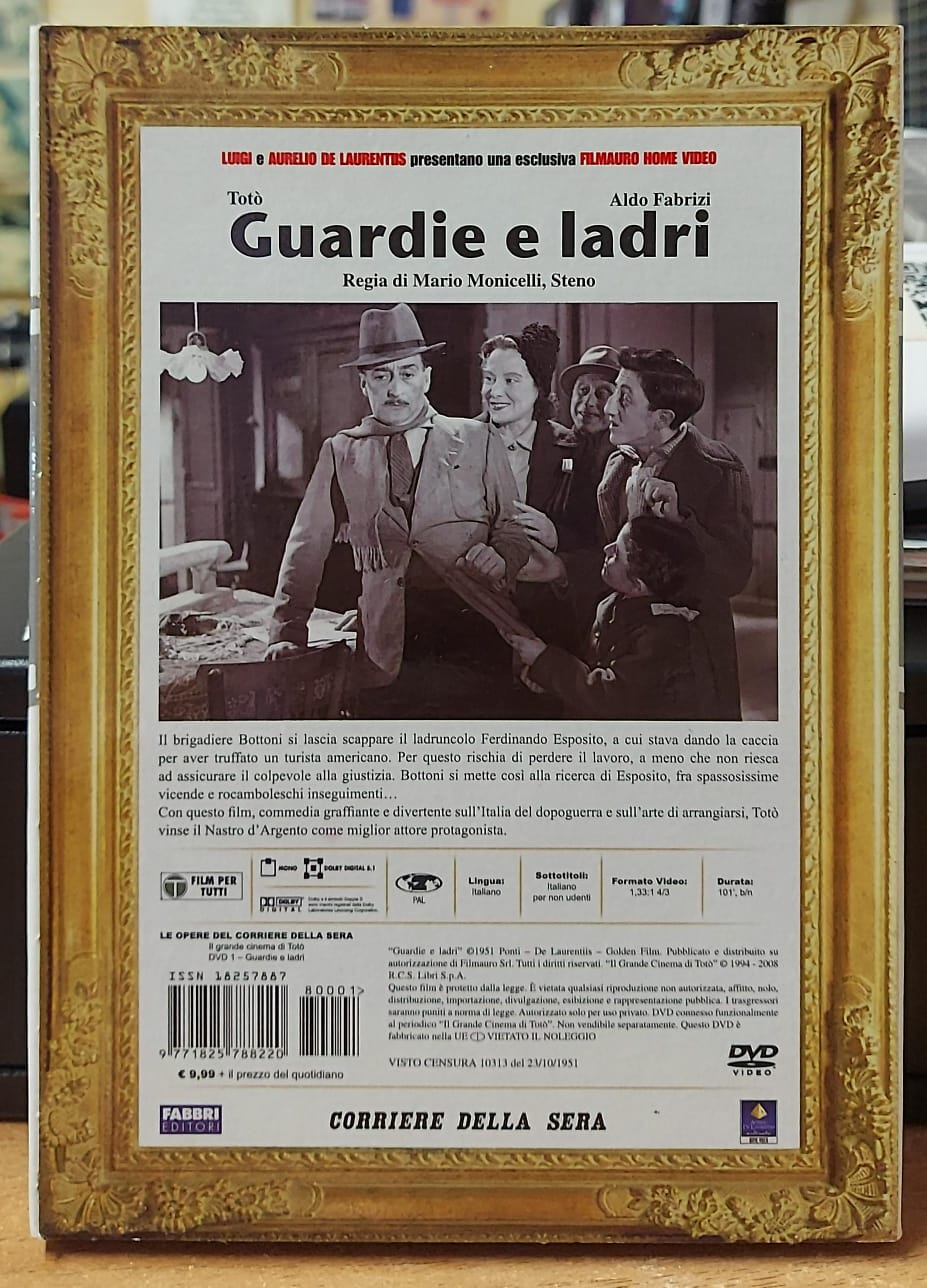 LUIGI e AURELIO DE LAURENTIIS presentano una esclusiva FILMAURO HOME VIDEO
Totò
Aldo Fabrizi
Guardie e ladri
Regia di Mario Monicelli, Steno
Il brigadiere Bottoni si lascia scappare il ladruncolo Ferdinando Esposito, a cui stava dando la caccia
per aver truffato un turista americano. Per questo rischia di perdere il lavoro, a meno che non riesca
ad assicurare il colpevole alla giustizia. Bottoni si mette così alla ricerca di Esposito, fra spassosissime
vicende e rocamboleschi inseguimenti…
Con questo film, commedia graffiante e divertente sull'Italia del dopoguerra e sull'arte di arrangiarsi, Totò
vinse il Nastro d'Argento come miglior attore protagonista.
FILM PER
TUTTI
MONO
DOLBY DIGITAL 5.1
DOLBY
DIGITAL
PAL
Lingua:
Italiano
Sottotitoli:
Italiano
per non udenti
Formato Video:
1,33:1 4/3
Durata:
101', b/n
LE OPERE DEL CORRIERE DELLA SERA
Il grande cinema di Totò
DVD 1 – Guardie e ladri
ISSN 18257887
80001>
9 771825 788220
€ 9,99 + il prezzo del quotidiano
"Guardie e ladri" ©1951 Ponti – De Laurentiis – Golden Film. Pubblicato e distribuito su
autorizzazione di Filmauro Srl. Tutti i diritti riservati. "Il Grande Cinema di Totò" © 1994 - 2008
R.C.S. Libri S.p.A.
Questo film è protetto dalla legge. È vietata qualsiasi riproduzione non autorizzata, affitto, nolo,
distribuzione, importazione, divulgazione, esibizione e rappresentazione pubblica. I trasgressori
saranno puniti a norma di legge. Autorizzato solo per uso privato. DVD connesso funzionalmente
al periodico "Il Grande Cinema di Totò". Non vendibile separatamente. Questo DVD è
fabbricato nella UE VIETATO IL NOLEGGIO
VISTO CENSURA 10313 del 23/10/1951
DVD
VIDEO
FABBRI
EDITORI
CORRIERE DELLA SERA